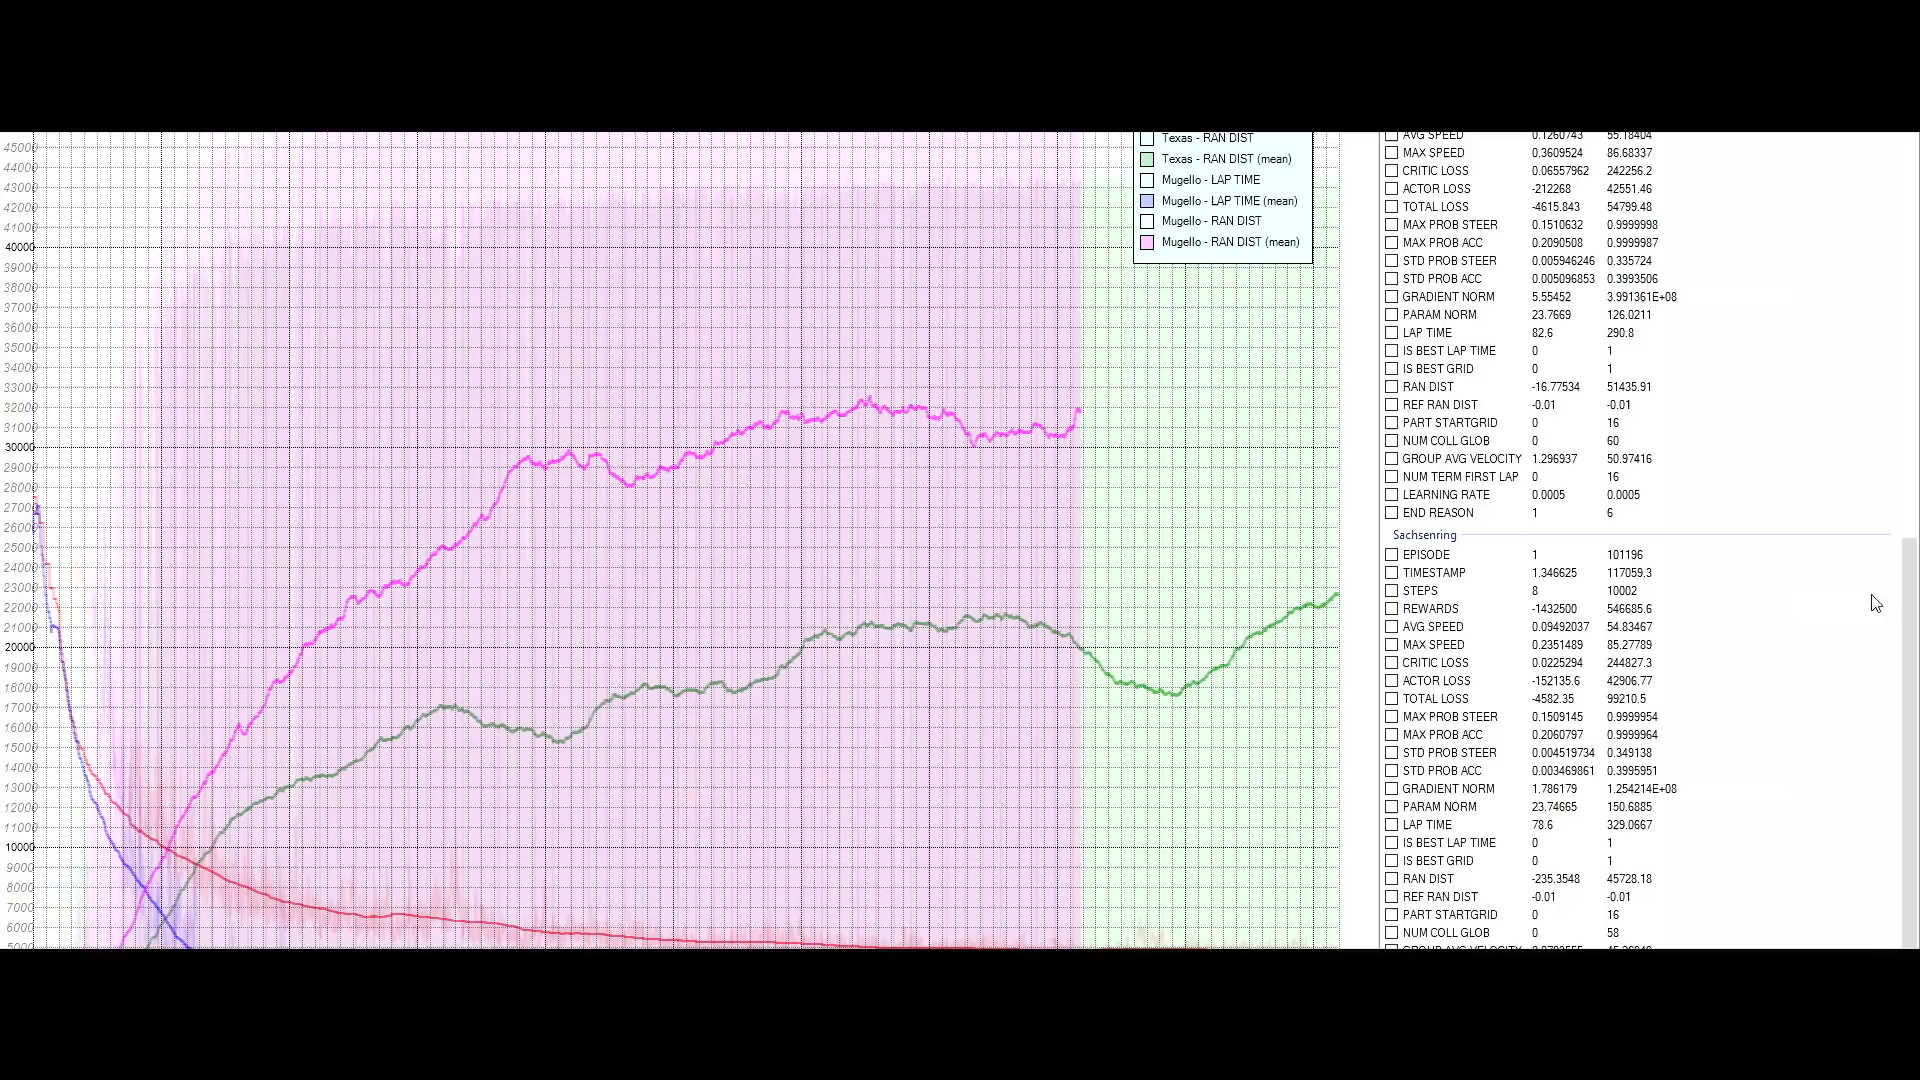 45000
44000
43000
42000
41000
40000
39000
38000
37000
36000
35000
34000
33000
32000
31000
30000
29000
28000
27000
26000
25000
24000
23000
22000
21000
20000
19000
18000
17000
16000
15000
14000
13000
12000
11000
10000
9000
8000
7000
6000
5000
Texas - RAN DIST
Texas - RAN DIST (mean)
Mugello - LAP TIME
Mugello - LAP TIME (mean)
Mugello - RAN DIST
Mugello - RAN DIST (mean)
AVG SPEED 0.1260743 55.18404
MAX SPEED 0.3609524 86.68337
CRITIC LOSS 0.06557962 242256.2
ACTOR LOSS -212268 42551.46
TOTAL LOSS -4615.843 54799.48
MAX PROB STEER 0.1510632 0.9999998
MAX PROB ACC 0.2090508 0.9999987
STD PROB STEER 0.005946246 0.335724
STD PROB ACC 0.005096853 0.3993506
GRADIENT NORM 5.55452 3.991361E+08
PARAM NORM 23.7669 126.0211
LAP TIME 82.6 290.8
IS BEST LAP TIME 0 1
IS BEST GRID 0 1
RAN DIST -16.77534 51435.91
REF RAN DIST -0.01 -0.01
PART STARTGRID 0 16
NUM COLL GLOB 0 60
GROUP AVG VELOCITY 1.296937 50.97416
NUM TERM FIRST LAP 0 16
LEARNING RATE 0.0005 0.0005
END REASON 1 6
Sachsenring
EPISODE 1 101196
TIMESTAMP 1.346625 117059.3
STEPS 8 10002
REWARDS -1432500 546685.6
AVG SPEED 0.09492037 54.83467
MAX SPEED 0.2351489 85.27789
CRITIC LOSS 0.0225294 244827.3
ACTOR LOSS -152135.6 42906.77
TOTAL LOSS -4582.35 99210.5
MAX PROB STEER 0.1509145 0.9999954
MAX PROB ACC 0.2060797 0.9999964
STD PROB STEER 0.004519734 0.349138
STD PROB ACC 0.003469861 0.3995951
GRADIENT NORM 1.786179 1.254214E+08
PARAM NORM 23.74665 150.6885
LAP TIME 78.6 329.0667
IS BEST LAP TIME 0 1
IS BEST GRID 0 1
RAN DIST -235.3548 45728.18
REF RAN DIST -0.01 -0.01
PART STARTGRID 0 16
NUM COLL GLOB 0 58
GROUP AVG VELOCITY